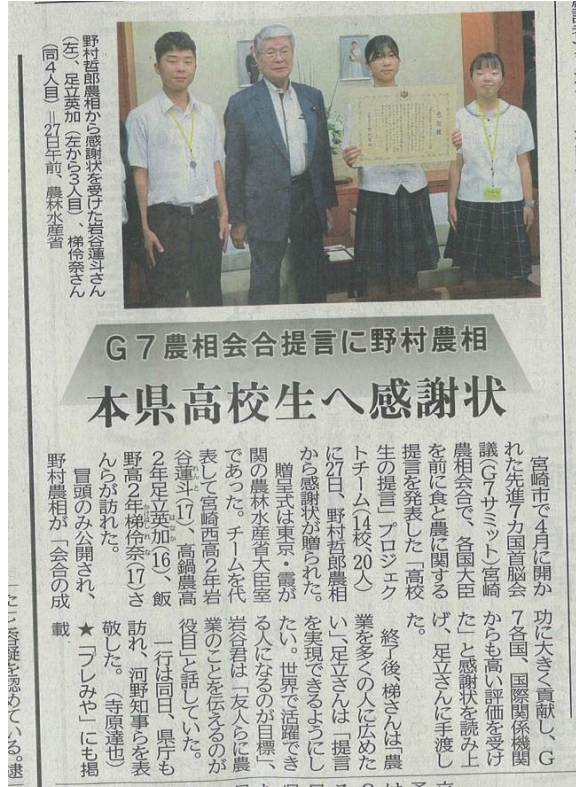 野村哲郎農相から感謝状を受けた岩谷蓮斗さん
(左)、足立英加(左から3人目)、梯伶奈さん
(同4人目)=27日午前、農林水産省
G7農相会合提言に野村農相
本県高校生へ感謝状
宮崎市で4月に開か
れた先進7カ国首脳会
議(G7サミット)宮崎
農相会合で、各国大臣
を前に食と農に関する
提言を発表した「高校
生の提言」プロジェク
トチーム(14校、20人)
に27日、野村哲郎農相
から感謝状が贈られた。
贈呈式は東京・霞が
関の農林水産省大臣室
であった。チームを代
表して宮崎西高2年岩
谷蓮斗(17)、高鍋農高
2年足立英加(16)、飯
野高2年梯伶奈(17)さ
んらが訪れた。
冒頭のみ公開され、
野村農相が「会合の成
功に大きく貢献し、G
7各国、国際関係機関
からも高い評価を受け
た」と感謝状を読み上
げ、足立さんに手渡し
た。
終了後、梯さんは「農
業を多くの人に広めた
い」、足立さんは「提言
を実現できるようにし
たい。世界で活躍でき
る人になるのが目標」、
岩谷君は「友人らに農
業のことを伝えるのが
役目」と話していた。
一行は同日、県庁も
訪れ、河野知事らを表
敬した。(寺原達也)
★「プレみや」にも掲
載